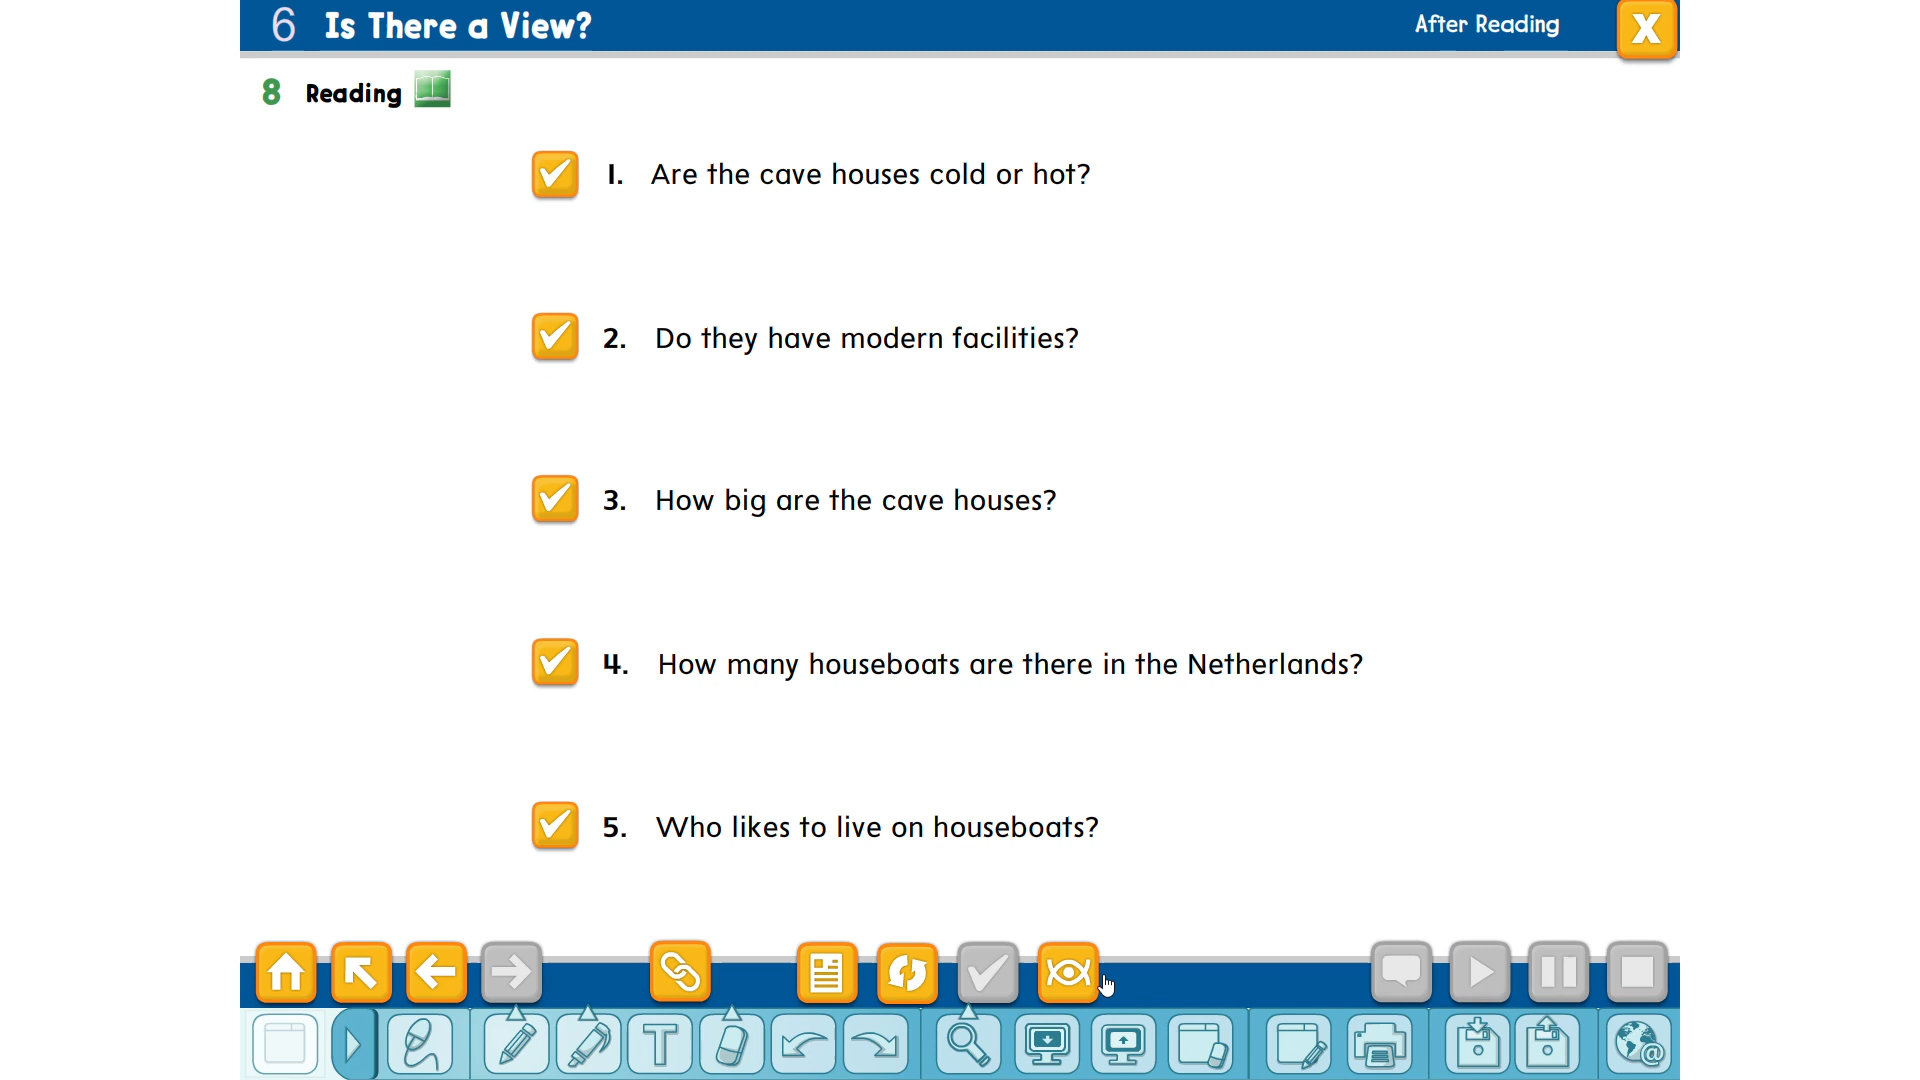 6 Is There a View? After Reading X
8 Reading
1. Are the cave houses cold or hot?
2. Do they have modern facilities?
3. How big are the cave houses?
4. How many houseboats are there in the Netherlands?
5. Who likes to live on houseboats?
T
@